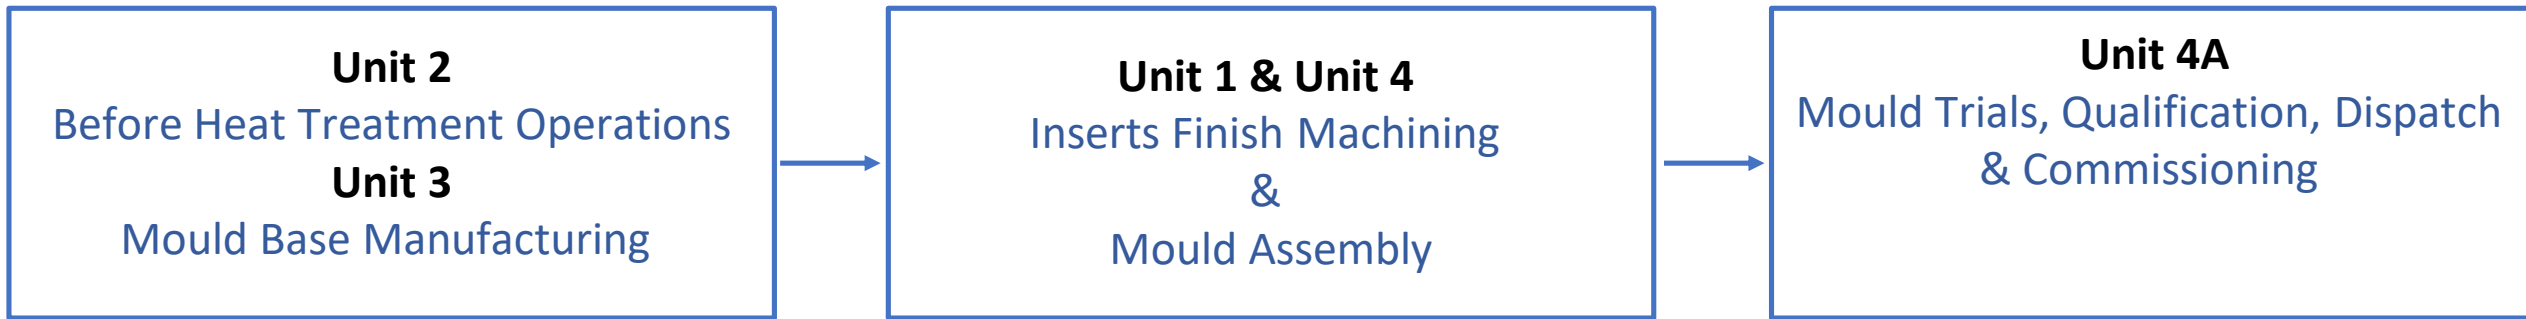 Unit 2
Before Heat Treatment Operations
Unit 3
Mould Base Manufacturing
Unit 1 & Unit 4
Inserts Finish Machining
&
Mould Assembly
Unit 4A
Mould Trials, Qualification, Dispatch
& Commissioning